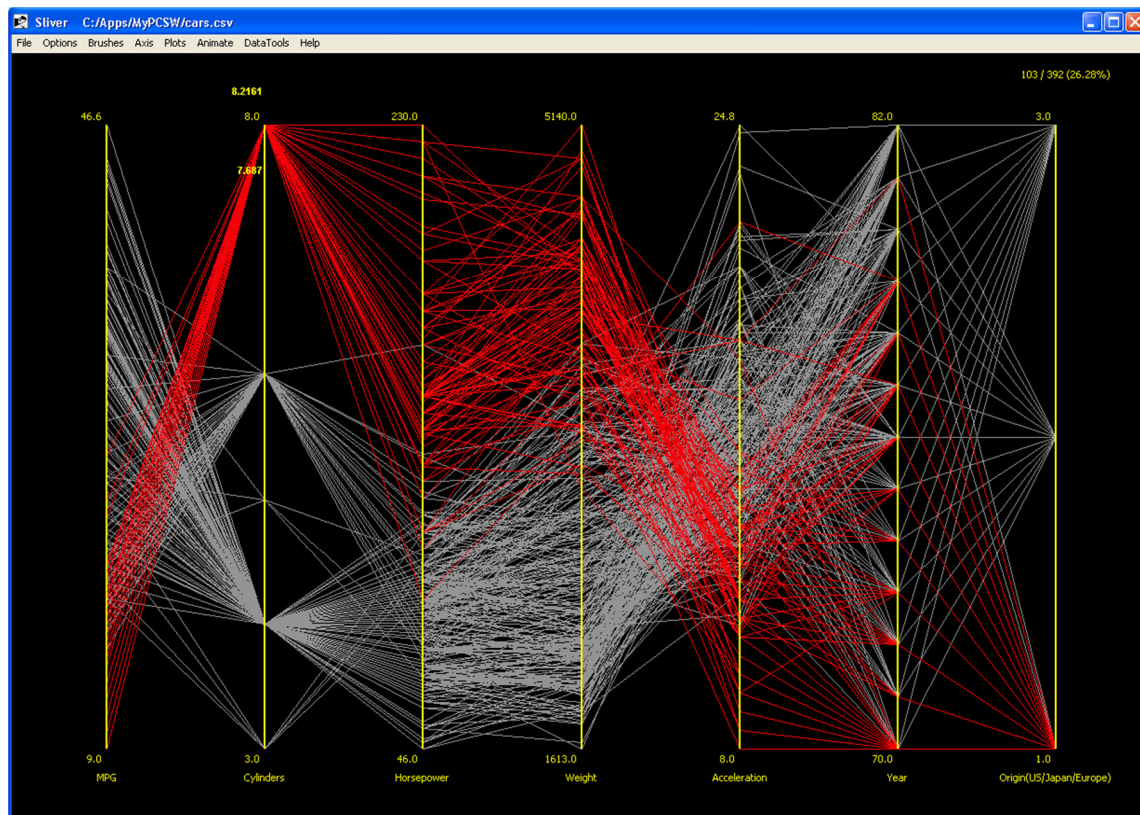 Sliver C:/Apps/MyPCSW/cars.csv
File Options Brushes Axis Plots Animate DataTools Help
103 / 392 (26.28%)
8.2161
46.6 8.0 230.0 5140.0 24.8 82.0 3.0
7.687
9.0 3.0 46.0 1613.0 8.0 70.0 1.0
MPG Cylinders Horsepower Weight Acceleration Year Origin(US/Japan/Europe)